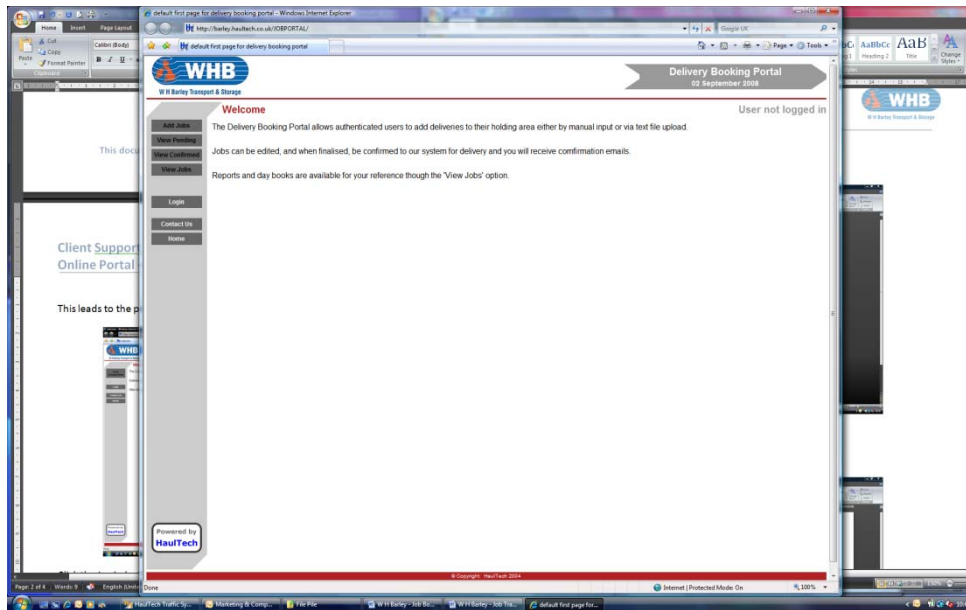 default first page for delivery booking portal - Windows Internet Explorer
http://barley.haultech.co.uk/JOBPORTAL/
Google UK
default first page for delivery booking portal
Page
Tools
WHB
W H Barley Transport & Storage
Delivery Booking Portal
02 September 2008
Welcome
User not logged in
Add Jobs
View Pending
View Confirmed
View Jobs
Login
Contact Us
Home
The Delivery Booking Portal allows authenticated users to add deliveries to their holding area either by manual input or via text file upload.
Jobs can be edited, and when finalised, be confirmed to our system for delivery and you will receive comfirmation emails.
Reports and day books are available for your reference though the 'View Jobs' option.
Powered by
HaulTech
© Copyright HaulTech 2004
Done
Internet | Protected Mode: On
100%
Home Insert Page Layout
Cut
Copy
Paste
Format Painter
Clipboard
Calibri (Body)
B I U
AaBbCc AaB
Heading 2 Title
Change
Styles
WHB
W H Barley Transport & Storage
This docu
Client Support
Online Portal
This leads to the p
WHB
Page: 2 of 4 Words: 9 English (Unite
HaulTech Traffic Sy...
Marketing & Comp...
File Pile
W H Barley - Job Bo...
W H Barley - Job Tra...
default first page for...